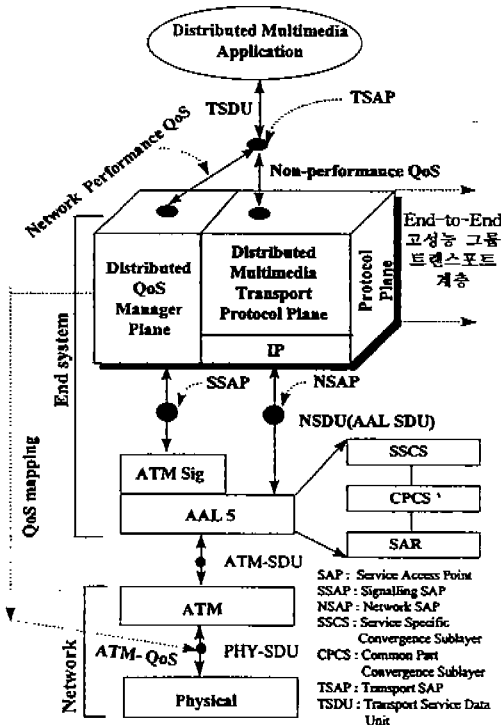 Distributed Multimedia
Application
TSDU
TSAP
Network Performance QoS
Non-performance QoS
Distributed
QoS
Manager
Plane
Distributed
Multimedia
Transport
Protocol Plane
IP
Protocol Plane
End-to-End
고성능 그룹
트랜스포트
계층
End system
QoS mapping
SSAP
NSAP
NSDU(AAL SDU)
ATM Sig
AAL 5
SSCS
CPCS
SAR
ATM-SDU
ATM
ATM-QoS
PHY-SDU
Physical
Network
SAP : Service Access Point
SSAP : Signalling SAP
NSAP : Network SAP
SSCS : Service Specific
Convergence Sublayer
CPCS : Common Part
Convergence Sublayer
TSAP : Transport SAP
TSDU : Transport Service Data
Unit